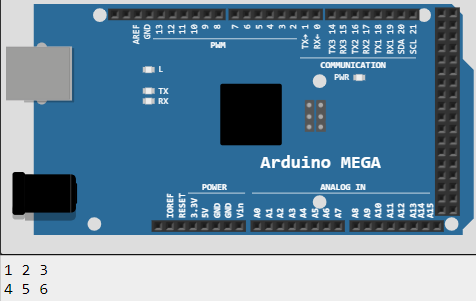 AREF
GND
13
12
11
10
9
8
7
6
5
4
3
2
TX+ 1
RX+ 0
TX3 14
RX3 15
TX2 16
RX2 17
TX1 18
RX1 19
SDA 20
SCL 21
PWM
COMMUNICATION
L
PWR
TX
RX
Arduino MEGA
POWER
ANALOG IN
IOREF
RESET
3.3V
5V
GND
GND
Vin
A0
A1
A2
A3
A4
A5
A6
A7
A8
A9
A10
A11
A12
A13
A14
A15
1 2 3
4 5 6